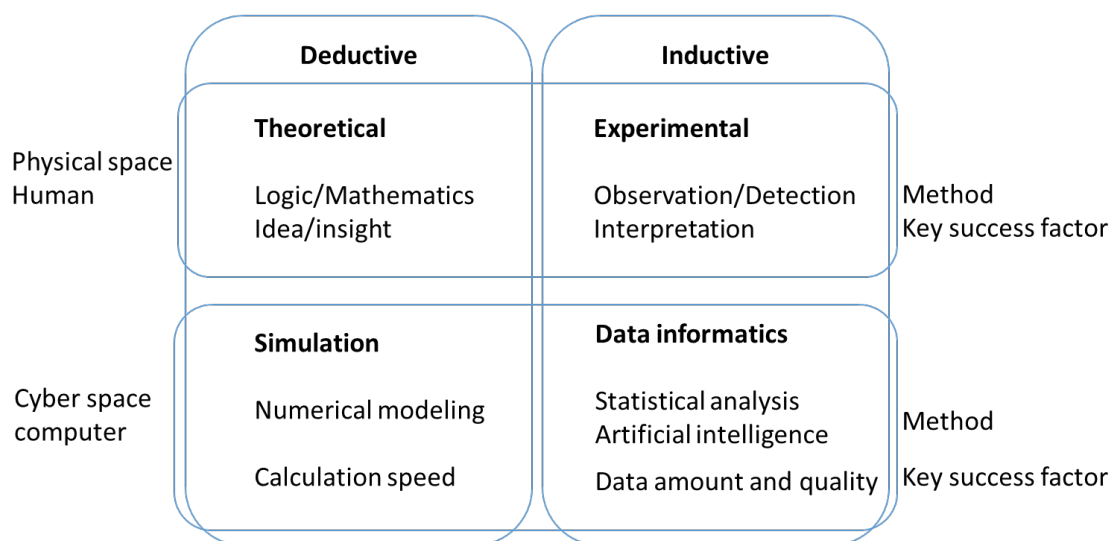 Deductive
Inductive
Physical space
Human
Theoretical
Logic/Mathematics
Idea/insight
Experimental
Observation/Detection
Interpretation
Method
Key success factor
Cyber space
computer
Simulation
Numerical modeling
Calculation speed
Data informatics
Statistical analysis
Artificial intelligence
Data amount and quality
Method
Key success factor